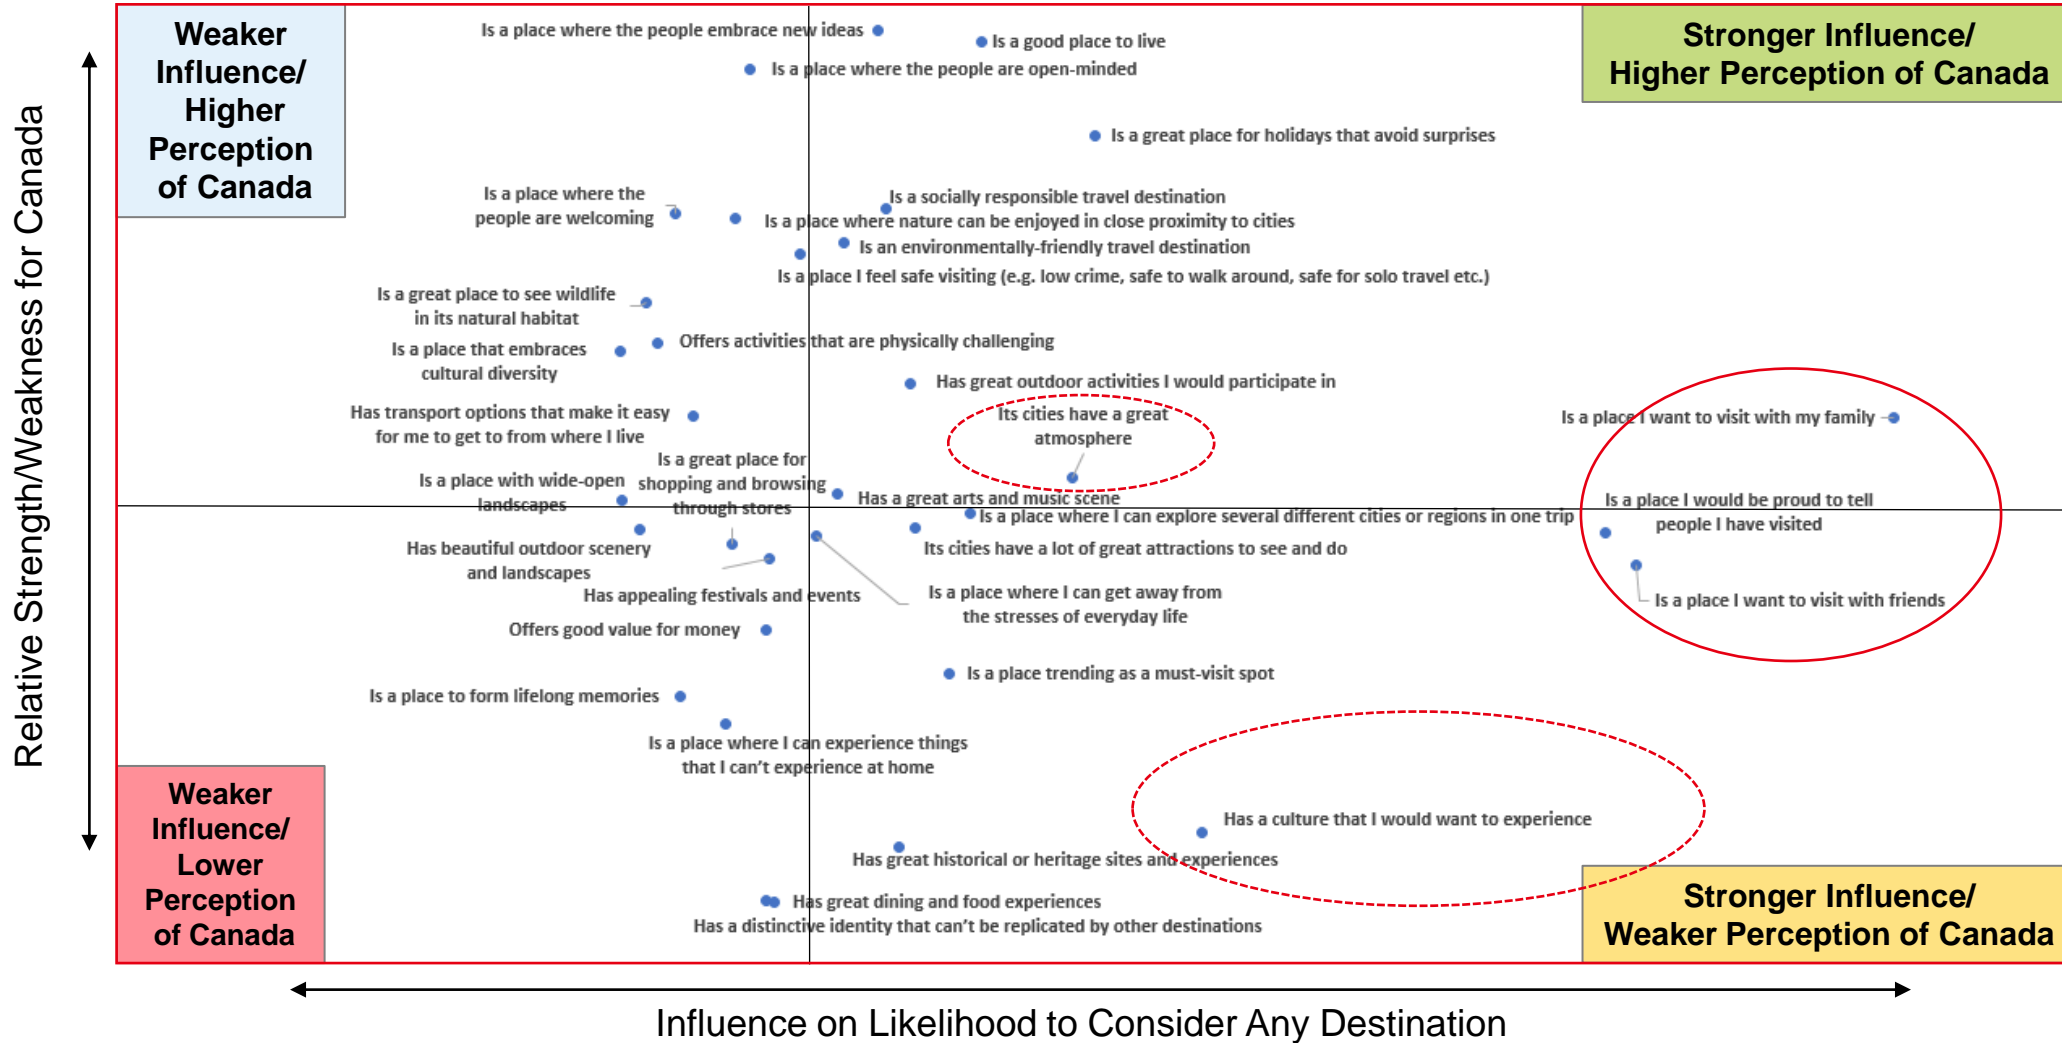 Weaker
Influence/
Higher
Perception
of Canada
Stronger Influence/
Higher Perception of Canada
Relative Strength/Weakness for Canada
Is a place where the people embrace new ideas
Is a good place to live
Is a place where the people are open-minded
Is a great place for holidays that avoid surprises
Is a place where the
people are welcoming
Is a socially responsible travel destination
Is a place where nature can be enjoyed in close proximity to cities
Is an environmentally-friendly travel destination
Is a place I feel safe visiting (e.g. low crime, safe to walk around, safe for solo travel etc.)
Is a great place to see wildlife
in its natural habitat
Offers activities that are physically challenging
Is a place that embraces
cultural diversity
Has great outdoor activities I would participate in
Has transport options that make it easy
for me to get to from where I live
Its cities have a great
atmosphere
Is a place I want to visit with my family
Is a great place for
shopping and browsing
through stores
Is a place with wide-open
landscapes
Has a great arts and music scene
Is a place I would be proud to tell
people I have visited
Is a place where I can explore several different cities or regions in one trip
Has beautiful outdoor scenery
and landscapes
Its cities have a lot of great attractions to see and do
Has appealing festivals and events
Is a place where I can get away from
the stresses of everyday life
Is a place I want to visit with friends
Offers good value for money
Is a place trending as a must-visit spot
Is a place to form lifelong memories
Is a place where I can experience things
that I can't experience at home
Has a culture that I would want to experience
Has great historical or heritage sites and experiences
Has great dining and food experiences
Has a distinctive identity that can't be replicated by other destinations
Weaker
Influence/
Lower
Perception
of Canada
Stronger Influence/
Weaker Perception of Canada
Influence on Likelihood to Consider Any Destination